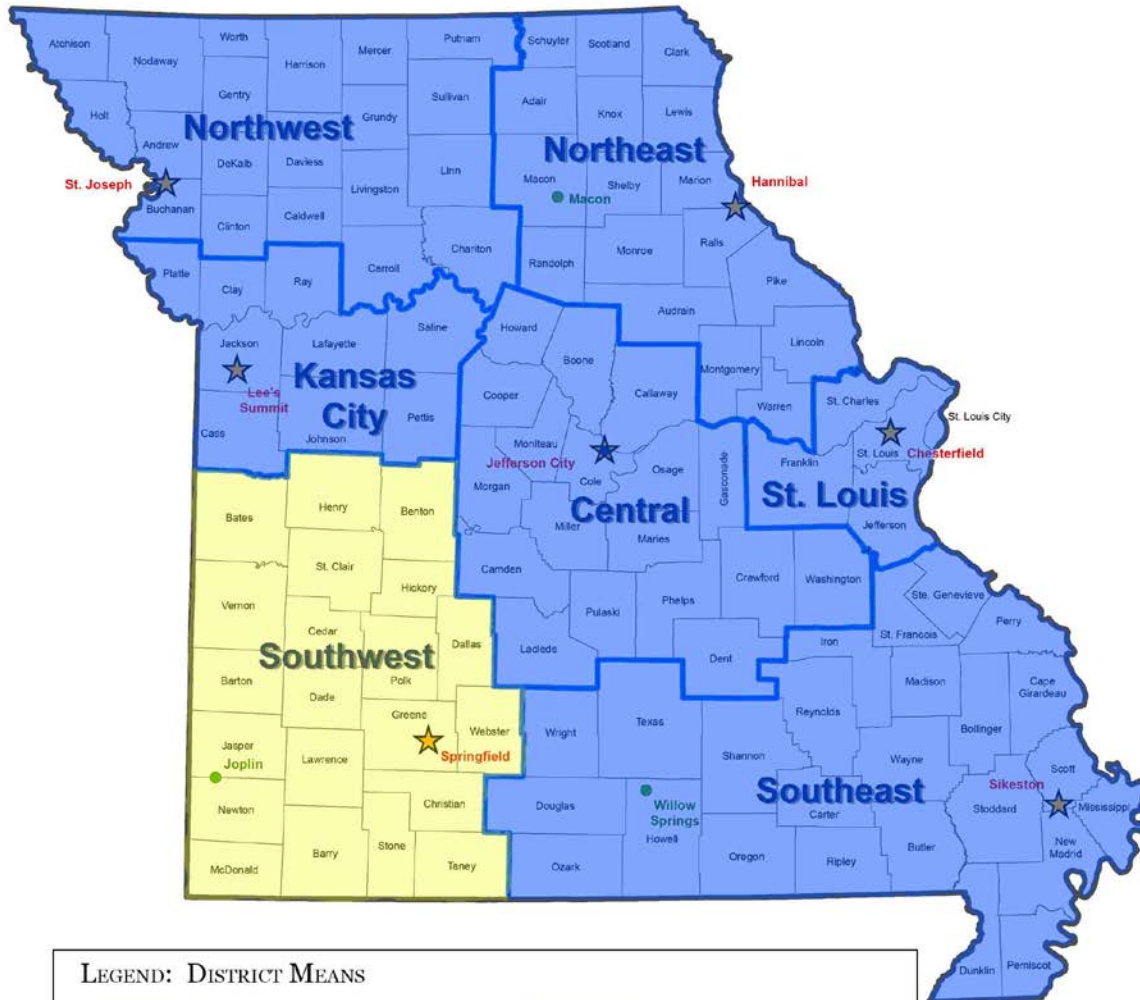 Atchison
Nodaway
Worth
Harrison
Mercer
Putnam
Schuyler
Scotland
Clark
Holt
Gentry
Sullivan
Adair
Knox
Lewis
Andrew
Grundy
Northwest
Northeast
DeKalb
Daviess
Linn
Macon
Shelby
Marion
Hannibal
St. Joseph
Livingston
Macon
Buchanan
Clinton
Caldwell
Chariton
Monroe
Ralls
Randolph
Carroll
Platte
Clay
Ray
Pike
Audrain
Saline
Howard
Boone
Jackson
Lafayette
Lincoln
Kansas
City
Lee's
Summit
Montgomery
Callaway
Cooper
Warren
St. Charles
St. Louis City
Cass
Johnson
Pettis
Moniteau
Jefferson City
Cole
Osage
Gasconade
Franklin
St. Louis
Chesterfield
Morgan
St. Louis
Central
Miller
Maries
Jefferson
Bates
Henry
Benton
St. Clair
Hickory
Camden
Crawford
Washington
Vernon
Pulaski
Phelps
Ste. Genevieve
Cedar
Dallas
St. Francois
Perry
Iron
Southwest
Laclede
Dent
Polk
Barton
Dade
Madison
Cape
Girardeau
Greene
Webster
Wright
Texas
Reynolds
Bollinger
Jasper
Joplin
Lawrence
Springfield
Shannon
Wayne
Scott
Sikeston
Southeast
Newton
Christian
Douglas
Willow
Springs
Howell
Carter
Stoddard
Mississippi
New
Madrid
McDonald
Barry
Stone
Taney
Ozark
Oregon
Ripley
Butler
Dunklin
Pemiscot
LEGEND: DISTRICT MEANS